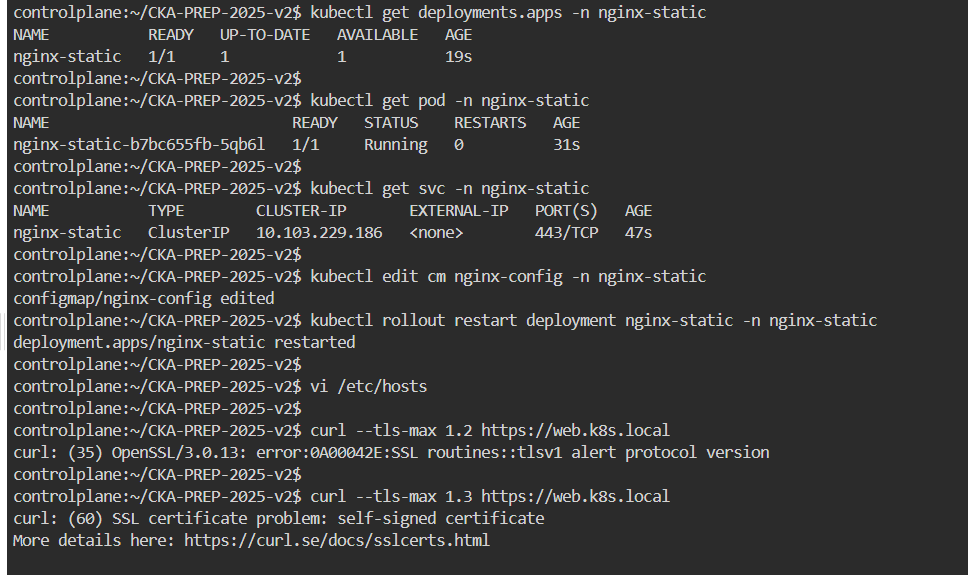 controlplane:~/CKA-PREP-2025-v2$ kubectl get deployments.apps -n nginx-static
NAME           READY   UP-TO-DATE   AVAILABLE   AGE
nginx-static   1/1     1            1           19s
controlplane:~/CKA-PREP-2025-v2$
controlplane:~/CKA-PREP-2025-v2$ kubectl get pod -n nginx-static
NAME                            READY   STATUS    RESTARTS   AGE
nginx-static-b7bc655fb-5qb6l   1/1     Running   0          31s
controlplane:~/CKA-PREP-2025-v2$
controlplane:~/CKA-PREP-2025-v2$ kubectl get svc -n nginx-static
NAME           TYPE        CLUSTER-IP       EXTERNAL-IP   PORT(S)   AGE
nginx-static   ClusterIP   10.103.229.186   <none>        443/TCP   47s
controlplane:~/CKA-PREP-2025-v2$
controlplane:~/CKA-PREP-2025-v2$ kubectl edit cm nginx-config -n nginx-static
configmap/nginx-config edited
controlplane:~/CKA-PREP-2025-v2$ kubectl rollout restart deployment nginx-static -n nginx-static
deployment.apps/nginx-static restarted
controlplane:~/CKA-PREP-2025-v2$
controlplane:~/CKA-PREP-2025-v2$ vi /etc/hosts
controlplane:~/CKA-PREP-2025-v2$
controlplane:~/CKA-PREP-2025-v2$ curl --tls-max 1.2 https://web.k8s.local
curl: (35) OpenSSL/3.0.13: error:0A00042E:SSL routines::tlsv1 alert protocol version
controlplane:~/CKA-PREP-2025-v2$
controlplane:~/CKA-PREP-2025-v2$ curl --tls-max 1.3 https://web.k8s.local
curl: (60) SSL certificate problem: self-signed certificate
More details here: https://curl.se/docs/sslcerts.html